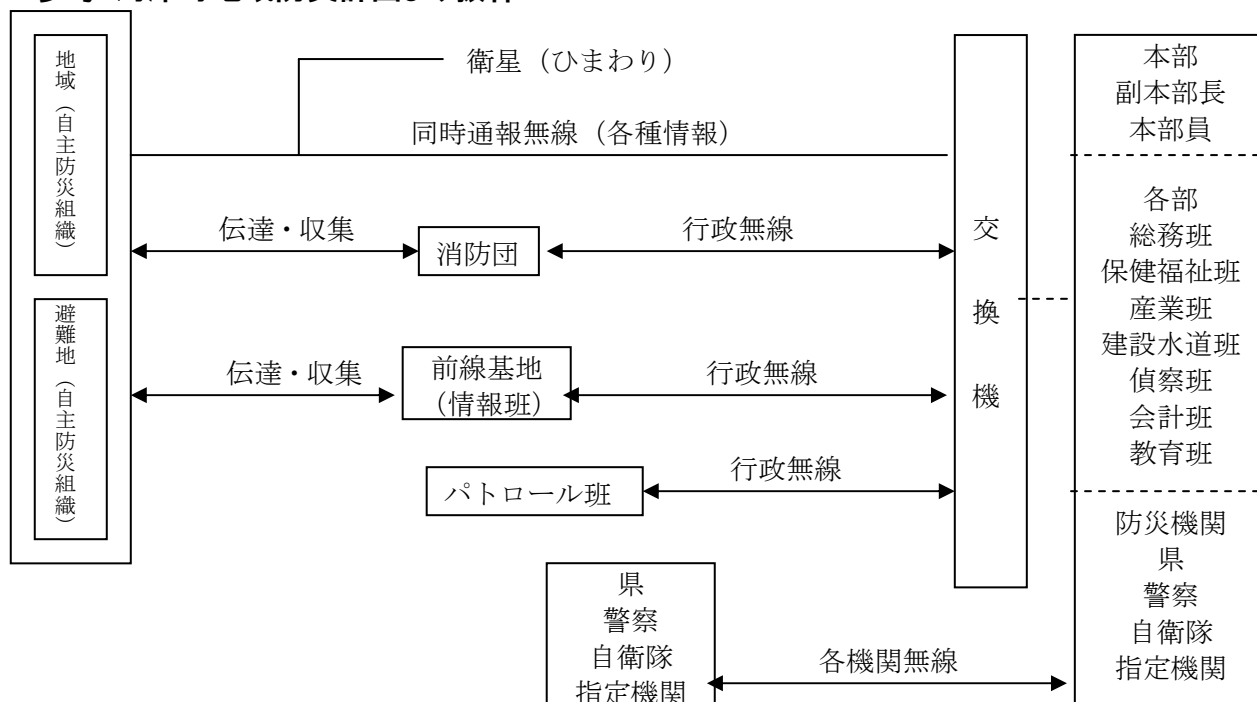 地域（自主防災組織）
避難地（自主防災組織）
衛星（ひまわり）
同時通報無線（各種情報）
伝達・収集
消防団
行政無線
伝達・収集
前線基地
（情報班）
行政無線
パトロール班
行政無線
県
警察
自衛隊
指定機関
各機関無線
交換機
本部
副本部長
本部員
各部
総務班
保健福祉班
産業班
建設水道班
偵察班
会計班
教育班
防災機関
県
警察
自衛隊
指定機関